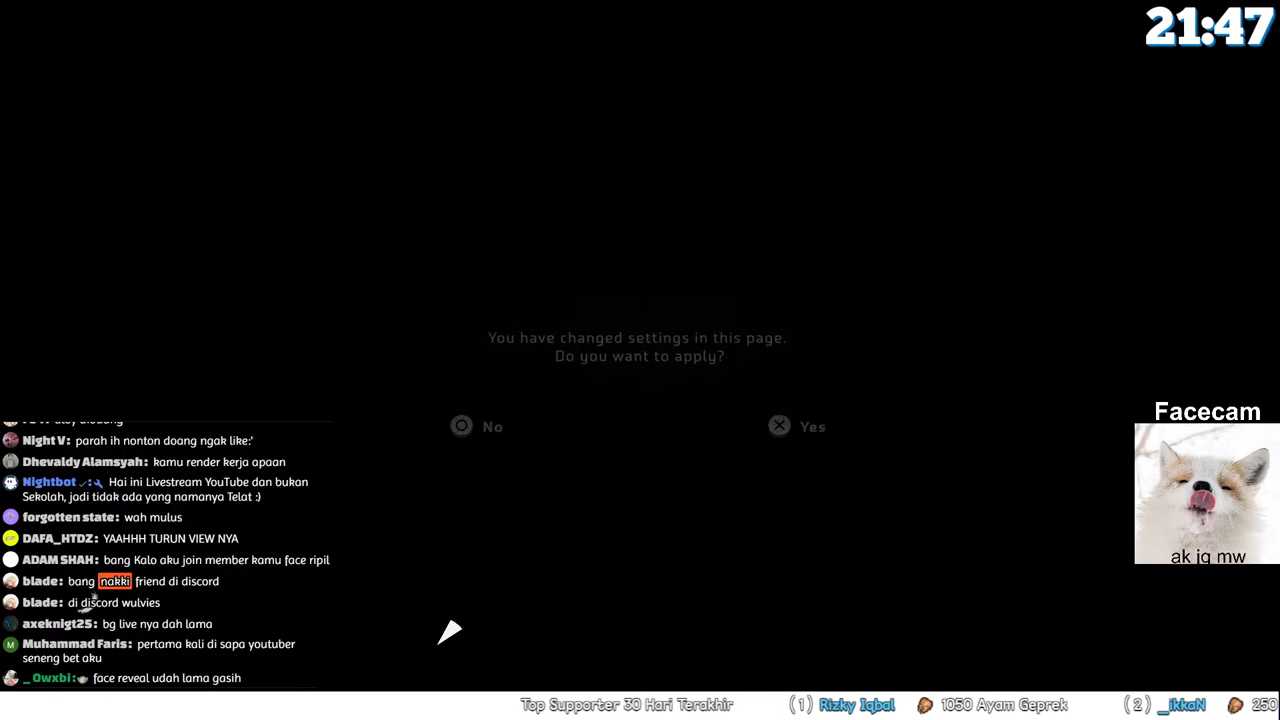 21:47
You have changed settings in this page.
Do you want to apply?
No
Yes
Night V: parah ih nonton doang ngak like:'
Dhevaldy Alamsyah: kamu render kerja apaan
Nightbot: Hai ini Livestream YouTube dan bukan
Sekolah, jadi tidak ada yang namanya Telat :)
forgotten state: wah mulus
DAFA_HTDZ: YAAHHH TURUN VIEW NYA
ADAM SHAH: bang Kalo aku join member kamu face ripil
blade: bang nakki friend di discord
blade: di discord wulvies
axeknigt25: bg live nya dah lama
M
Muhammad Faris: pertama kali di sapa youtuber
seneng bet aku
_Owxbi: face reveal udah lama gasih
Facecam
ak jg mw
Top Supporter 30 Hari Terakhir (1) Rizky Iqbal 1050 Ayam Geprek (2) _ikkaN 250